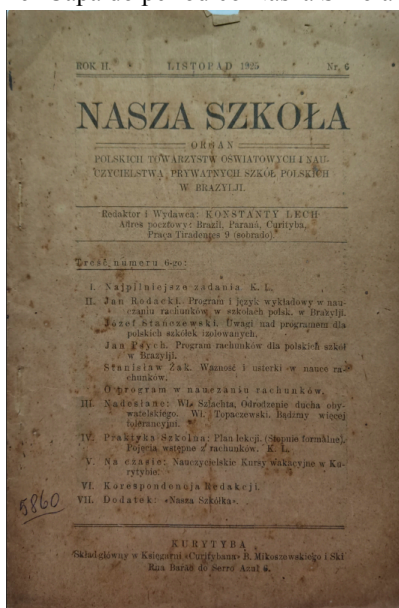 ROK II.
LISTOPAD 1925
Nr. 6
NASZA SZKOŁA
ORGAN
POLSKICH TOWARZYSTW OŚWIATOWYCH I NAU-
CZYCIELSTWA PRYWATNYCH SZKÓŁ POLSKICH
W BRAZYLJI.
Redaktor i Wydawca: KONSTANTY LECH
Adres pocztowy: Brazil, Paraná, Curityba,
Praça Tiradentes 9 (sobrado).
Treść numeru 6-go:
I. Najpilniejsze zadania. K. L.
II. Jan Rodacki. Program i język wykładowy w nau-
czaniu rachunków w szkołach polsk. w Brazylji.
Józef Stańczewski. Uwagi nad programem dla
polskich szkółek izolowanych.
Jan Psych. Program rachunków dla polskich szkół
w Brazylji.
Stanisław Żak. Ważność i usterki w nauce ra-
chunków.
O program w nauczaniu rachunków.
III. Nadesłane: Wł. Szlachta, Odrodzenie ducha oby-
watelskiego. Wł. Topaczewski. Bądźmy więcej
tolerancyjni.
IV. Praktyka Szkolna: Plan lekcji. (Stopnie formalne).
Pojęcia wstępne z rachunków. K. L.
V. Na czasie: Nauczycielskie Kursy wakacyjne w Ku-
rytybie.
VI. Korespondencja Redakcji.
VII. Dodatek: «Nasza Szkółka».
5860
KURYTYBA
Skład główny w Księgarni «Curitybana» B. Mikoszewskiego i Ski
Rua Barão do Serro Azul 6.